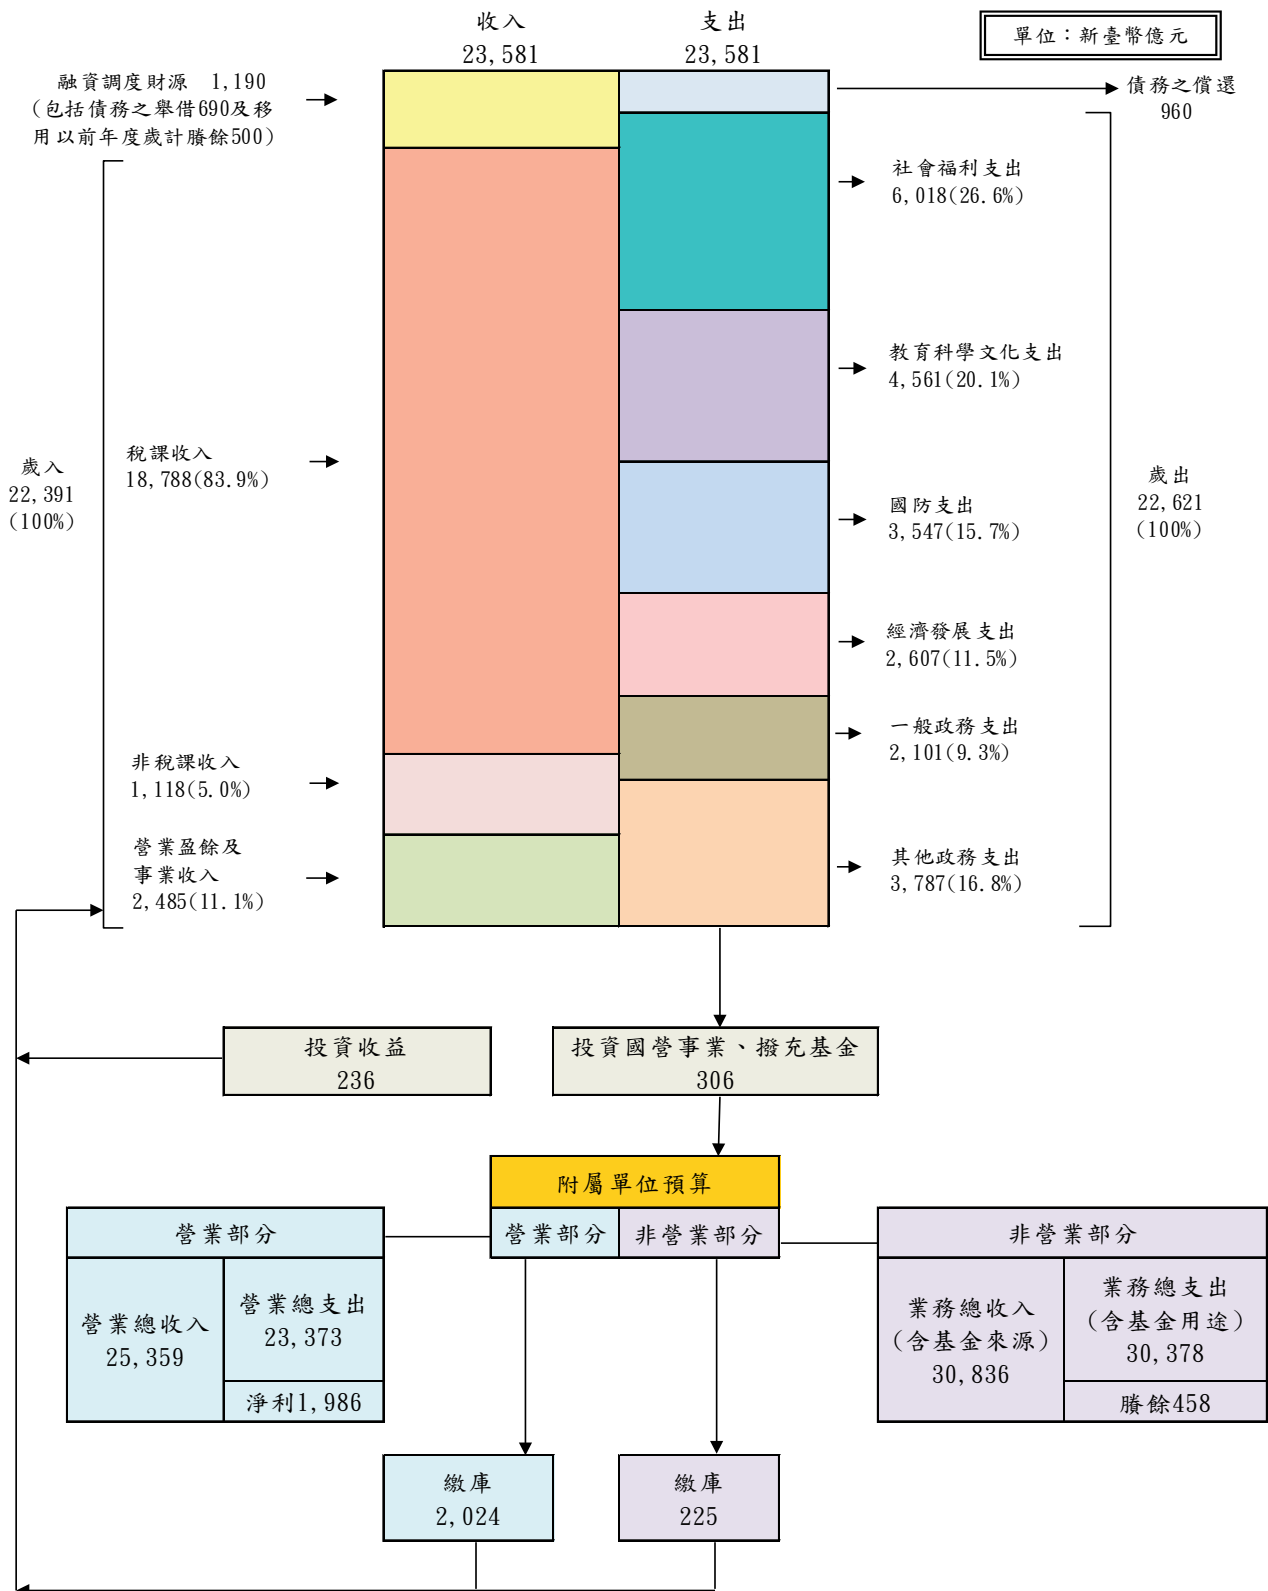 收入
23,581
支出
23,581
單位：新臺幣億元
融資調度財源 1,190
(包括債務之舉借690及移
用以前年度歲計賸餘500)
債務之償還
960
社會福利支出
6,018(26.6%)
教育科學文化支出
4,561(20.1%)
歲入
22,391
(100%)
稅課收入
18,788(83.9%)
國防支出
3,547(15.7%)
歲出
22,621
(100%)
經濟發展支出
2,607(11.5%)
一般政務支出
2,101(9.3%)
非稅課收入
1,118(5.0%)
營業盈餘及
事業收入
2,485(11.1%)
其他政務支出
3,787(16.8%)
投資收益
236
投資國營事業、撥充基金
306
附屬單位預算
營業部分
非營業部分
營業部分
營業總收入
25,359
營業總支出
23,373
淨利1,986
非營業部分
業務總收入
(含基金來源)
30,836
業務總支出
(含基金用途)
30,378
賸餘458
繳庫
2,024
繳庫
225